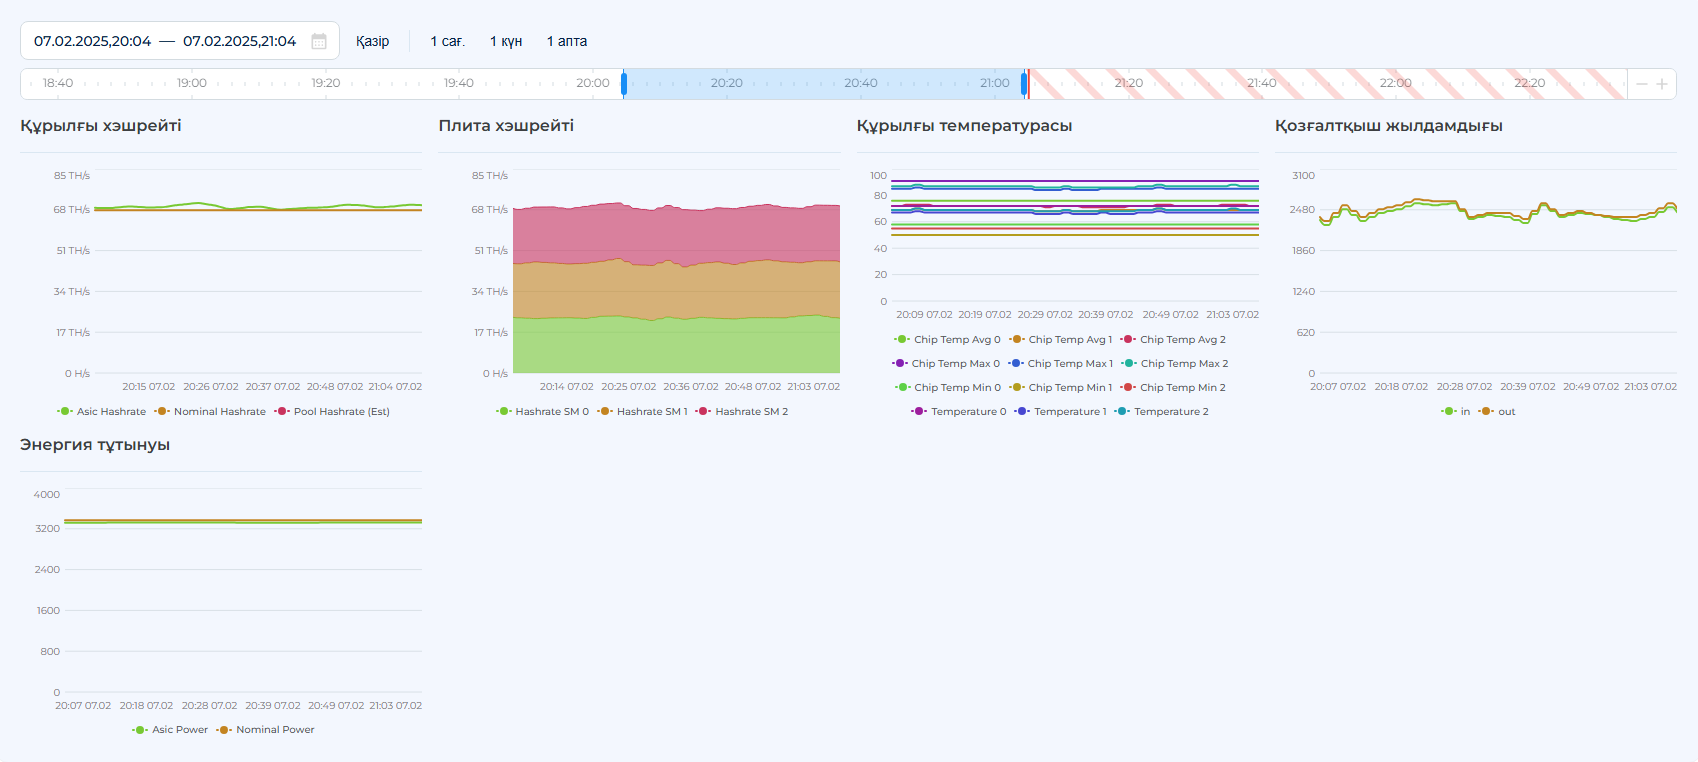 07.02.2025,20:04 — 07.02.2025,21:04 Қазір 1 сағ. 1 күн 1 апта
18:40 19:00 19:20 19:40 20:00 20:20 20:40 21:00 21:20 21:40 22:00 22:20
Құрылғы хэшрейті
85 TH/s
68 TH/s
51 TH/s
34 TH/s
17 TH/s
0 H/s
20:15 07.02 20:26 07.02 20:37 07.02 20:48 07.02 21:04 07.02
Asic Hashrate Nominal Hashrate Pool Hashrate (Est)
Плита хэшрейті
85 TH/s
68 TH/s
51 TH/s
34 TH/s
17 TH/s
0 H/s
20:14 07.02 20:25 07.02 20:36 07.02 20:48 07.02 21:03 07.02
Hashrate SM 0 Hashrate SM 1 Hashrate SM 2
Құрылғы температурасы
100
80
60
40
20
0
20:09 07.02 20:19 07.02 20:29 07.02 20:39 07.02 20:49 07.02 21:03 07.02
Chip Temp Avg 0 Chip Temp Avg 1 Chip Temp Avg 2
Chip Temp Max 0 Chip Temp Max 1 Chip Temp Max 2
Chip Temp Min 0 Chip Temp Min 1 Chip Temp Min 2
Temperature 0 Temperature 1 Temperature 2
Қозғалтқыш жылдамдығы
3100
2480
1860
1240
620
0
20:07 07.02 20:18 07.02 20:28 07.02 20:39 07.02 20:49 07.02 21:03 07.02
in out
Энергия тұтынуы
4000
3200
2400
1600
800
0
20:07 07.02 20:18 07.02 20:28 07.02 20:39 07.02 20:49 07.02 21:03 07.02
Asic Power Nominal Power